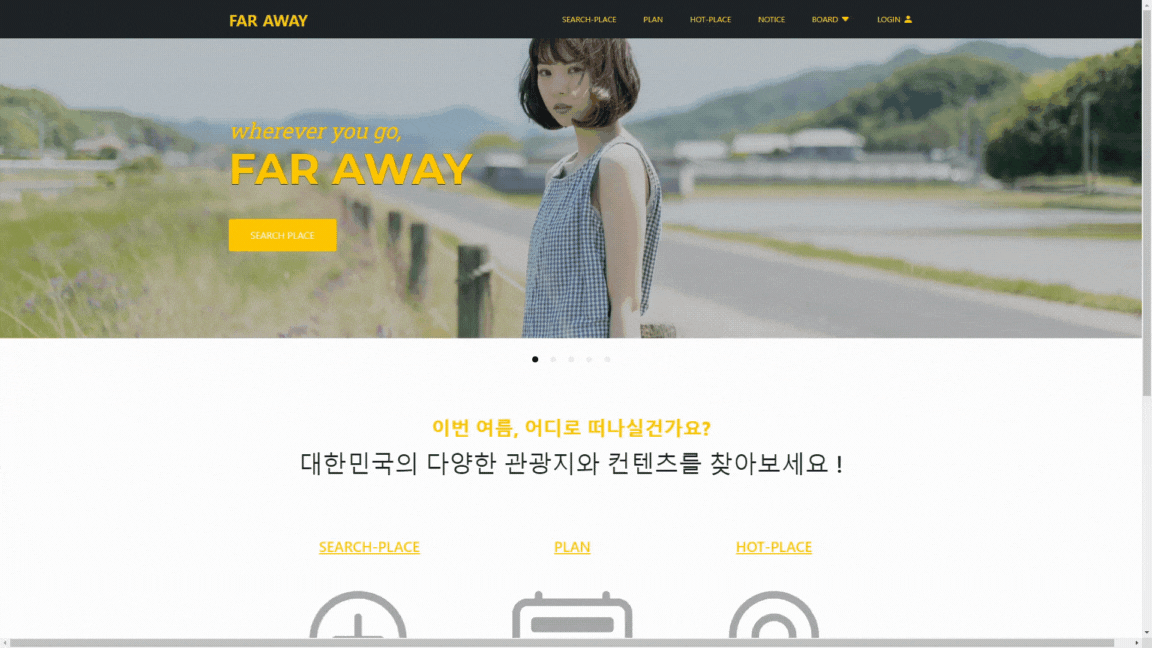 FAR AWAY
SEARCH-PLACE PLAN HOT-PLACE NOTICE BOARD LOGIN
wherever you go,
FAR AWAY
SEARCH PLACE
이번 여름, 어디로 떠나실건가요?
대한민국의 다양한 관광지와 컨텐츠를 찾아보세요 !
SEARCH-PLACE PLAN HOT-PLACE